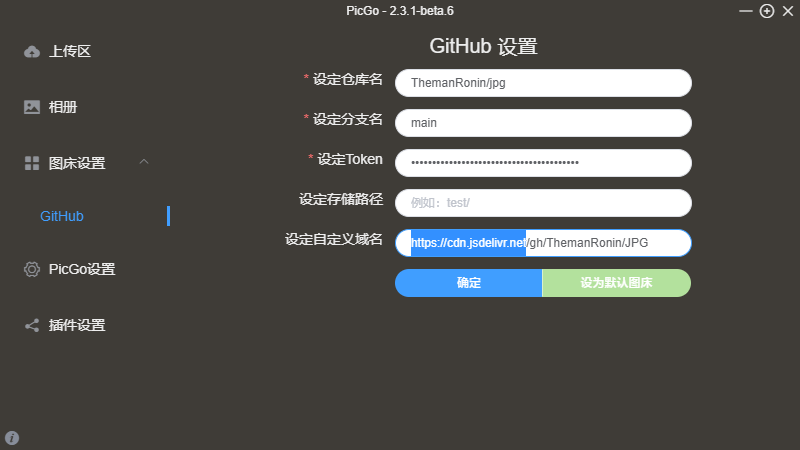 PicGo - 2.3.1-beta.6
上传区
相册
图床设置
GitHub
PicGo设置
插件设置
GitHub 设置
* 设定仓库名 ThemanRonin/jpg
* 设定分支名 main
* 设定Token ••••••••••••••••••••••••••••••••••••••••
设定存储路径 例如：test/
设定自定义域名 https://cdn.jsdelivr.net/gh/ThemanRonin/JPG
确定 设为默认图床